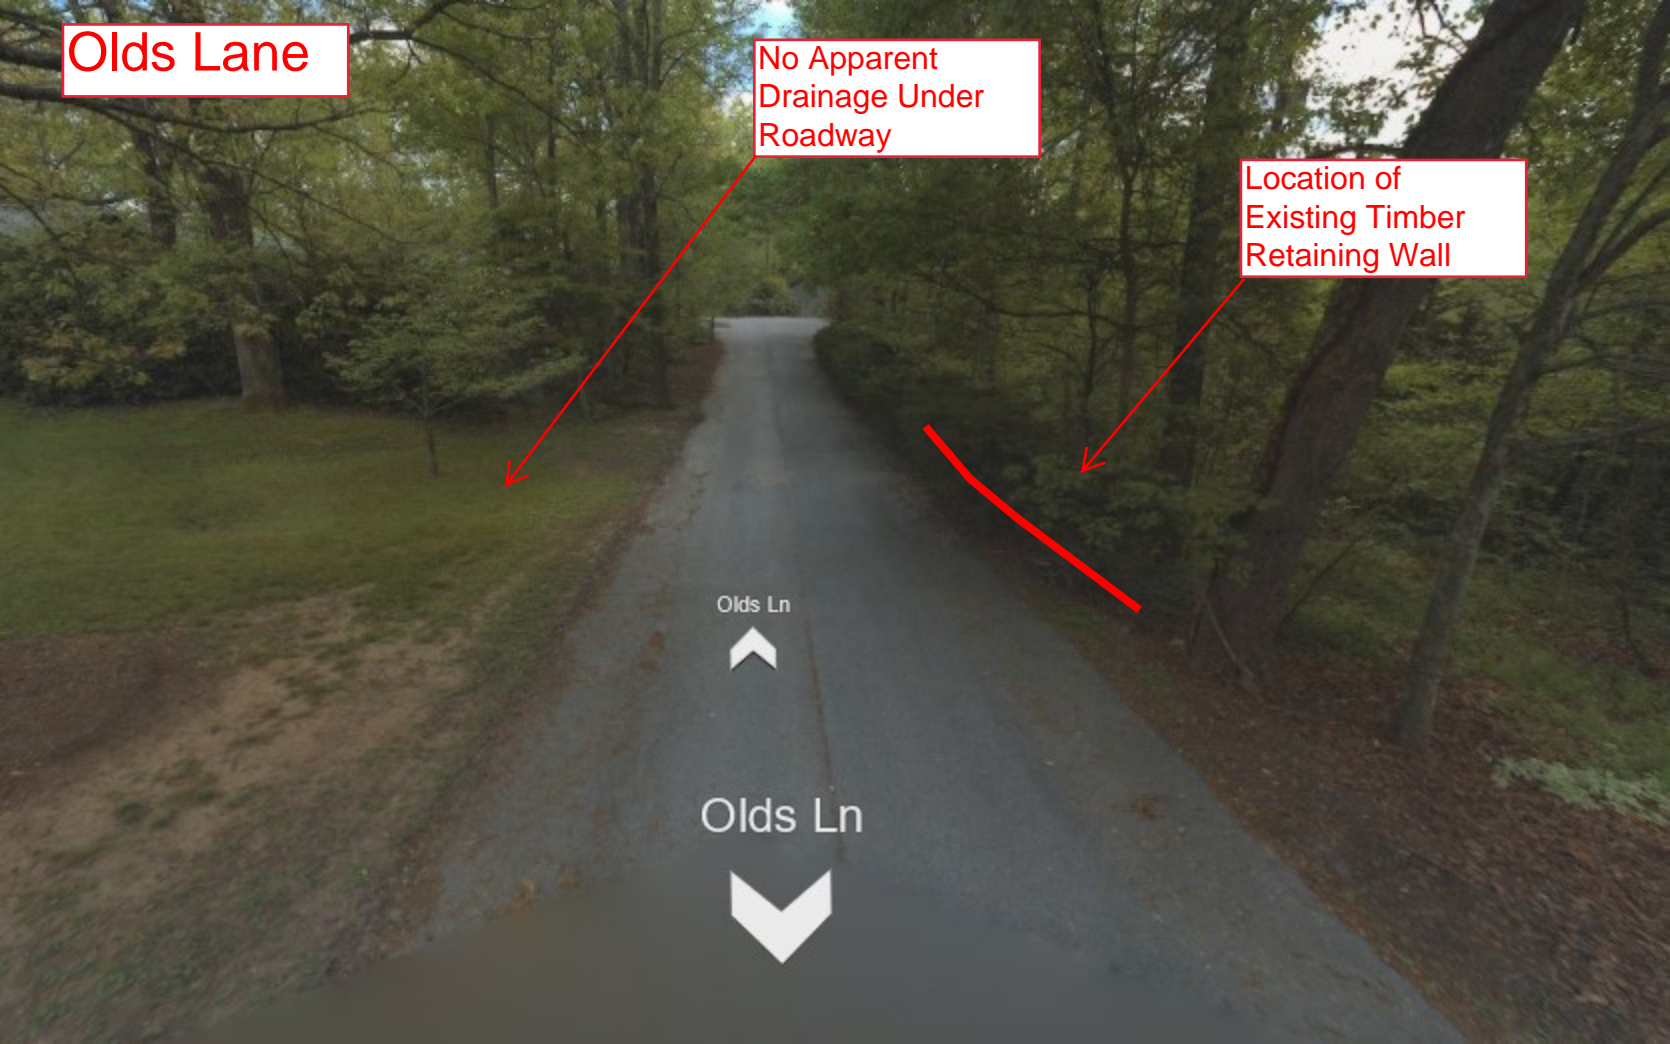 Olds Lane
No Apparent
Drainage Under
Roadway
Location of
Existing Timber
Retaining Wall
Olds Ln
Olds Ln